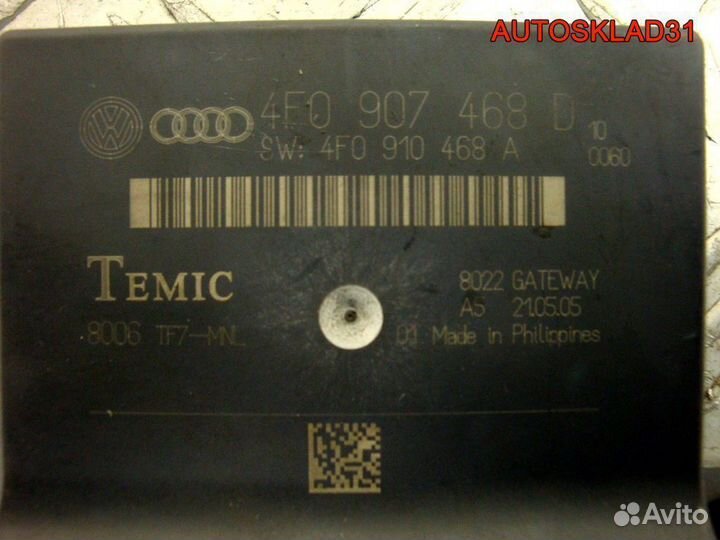 AUTOSKLAD31
4F0 907 468 D 10
SW: 4F0 910 468 A 0060
TEMIC
8022 GATEWAY
A5 21.05.05
8006 TF7-MNL 01 Made in Philippines
Avito